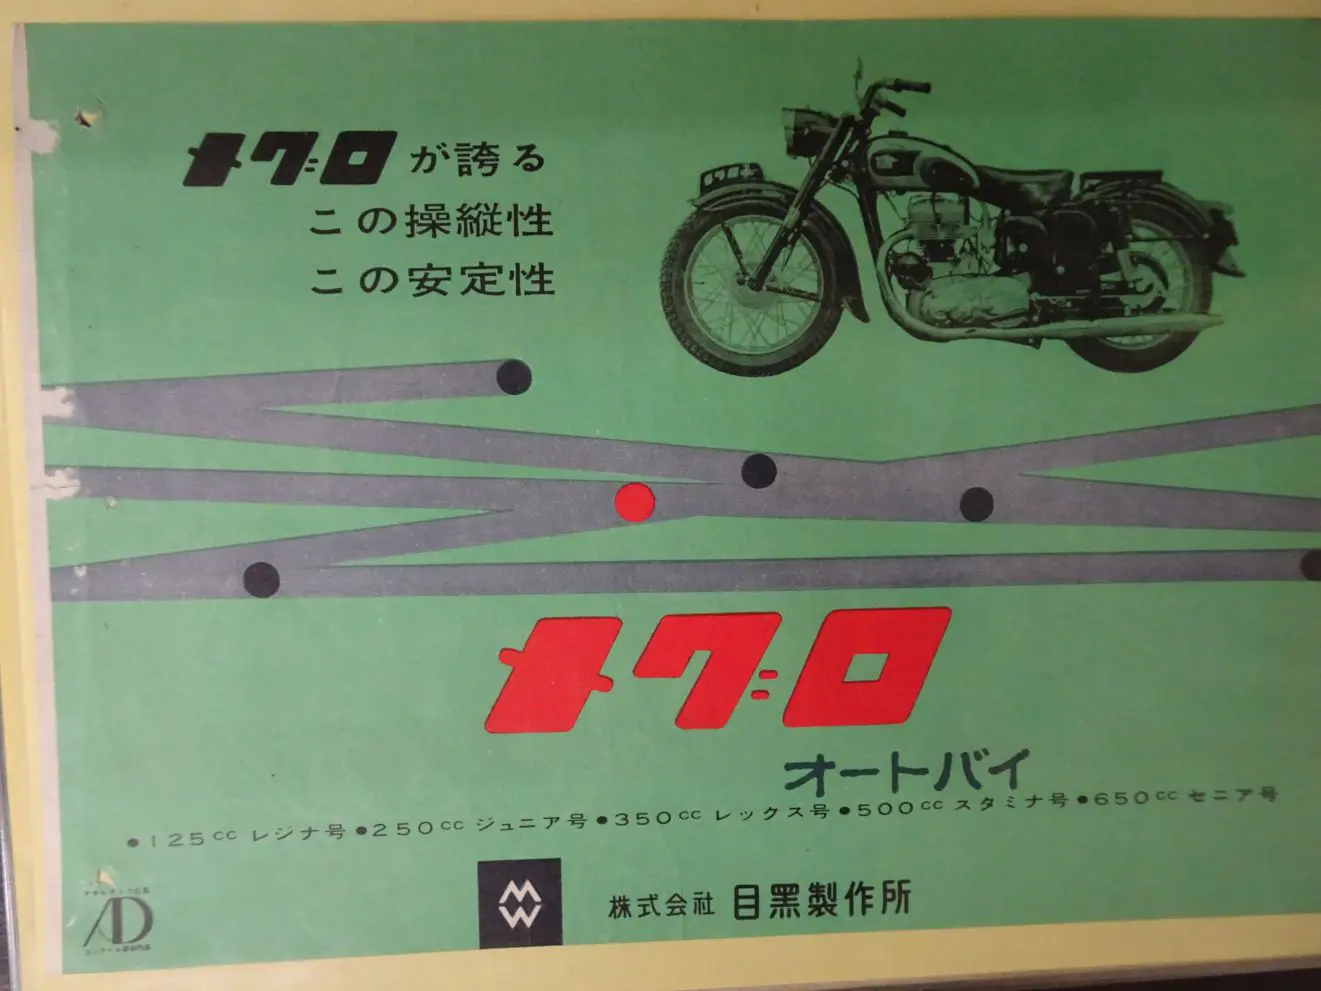 メグロが誇る
この操縦性
この安定性
メグロ
オートバイ
●125cc レジナ号●250cc ジュニア号●350cc レックス号●500cc スタミナ号●650cc セニア号
MW
株式会社 目黒製作所
AD